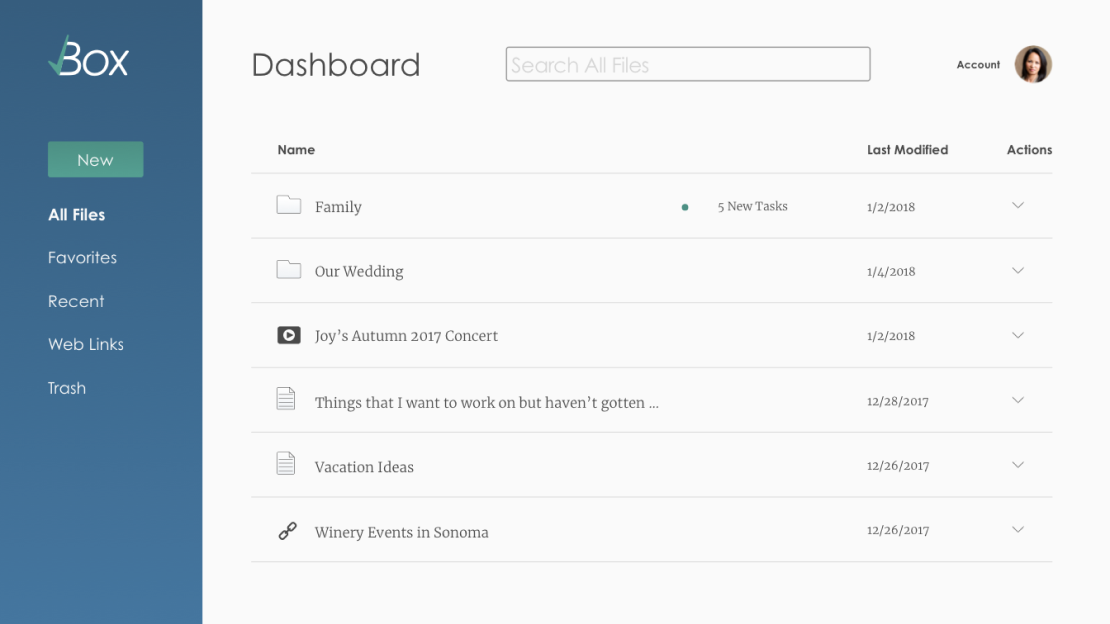 Box
Dashboard
Search All Files
Account
New
All Files
Favorites
Recent
Web Links
Trash
Name Last Modified Actions
Family 5 New Tasks 1/2/2018
Our Wedding 1/4/2018
Joy’s Autumn 2017 Concert 1/2/2018
Things that I want to work on but haven’t gotten ... 12/28/2017
Vacation Ideas 12/26/2017
Winery Events in Sonoma 12/26/2017